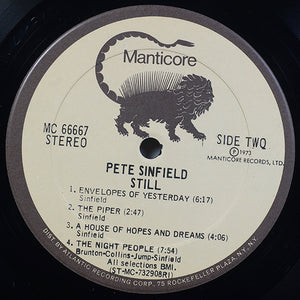 Manticore
MC 66667
STEREO
SIDE TWO
℗ 1973
MANTICORE RECORDS, LTD.
PETE SINFIELD
STILL
1. ENVELOPES OF YESTERDAY (6:17)
Sinfield
2. THE PIPER (2:47)
Sinfield
3. A HOUSE OF HOPES AND DREAMS (4:06)
Sinfield
4. THE NIGHT PEOPLE (7:54)
Brunton-Collins-Jump-Sinfield
All selections BMI.
(ST-MC-732908R)
DIST. BY ATLANTIC RECORDING CORP. 75 ROCKEFELLER PLAZA, N.Y. N.Y.